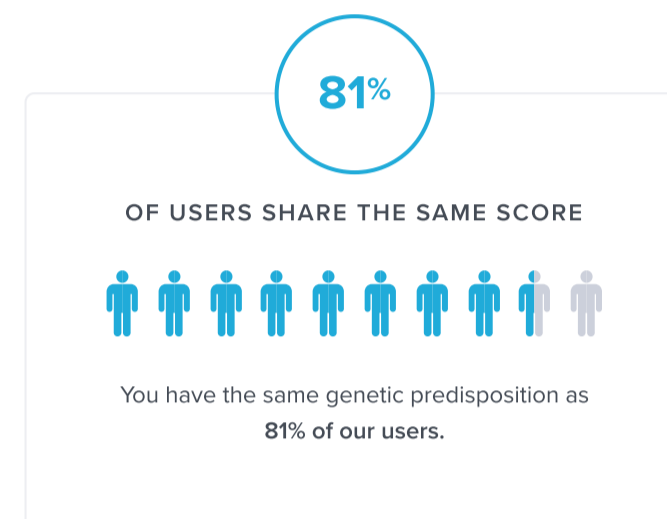 81%
OF USERS SHARE THE SAME SCORE
You have the same genetic predisposition as
81% of our users.